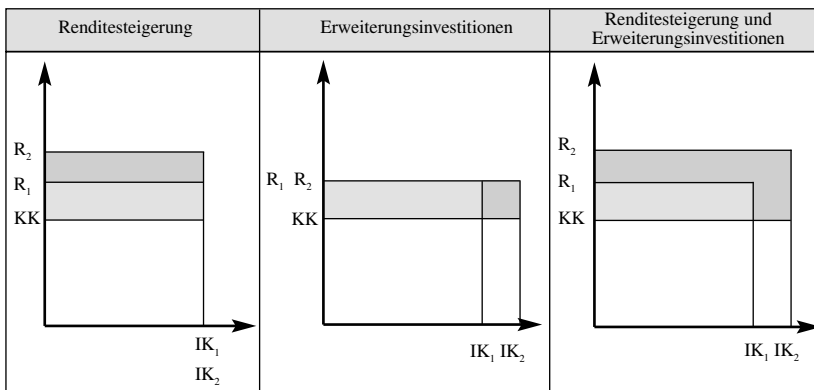 Renditesteigerung
R₂
R₁
KK
IK₁
IK₂
Erweiterungsinvestitionen
R₁ R₂
KK
IK₁ IK₂
Renditesteigerung und
Erweiterungsinvestitionen
R₂
R₁
KK
IK₁ IK₂